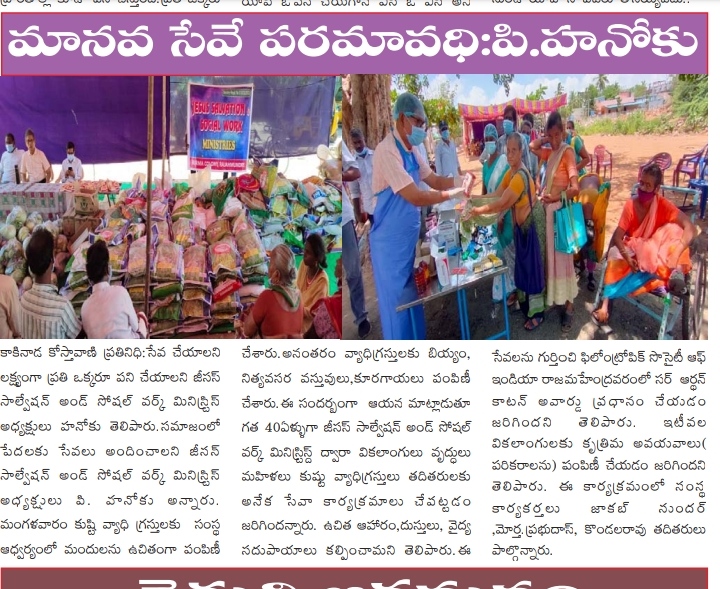 మానవ సేవే పరమావధి:పి.హనోకు
JESUS SALVATION
SOCIAL WORK
MINISTRIES
కాకినాడ కోస్తావాణి ప్రతినిధి:సేవ చేయాలని
లక్ష్యంగా ప్రతి ఒక్కరూ పని చేయాలని జీసస్
సాల్వేషన్ అండ్ సోషల్ వర్క్ మినిస్ట్రీస్
అధ్యక్షులు హనోకు తెలిపారు.సమాజంలో
పేదలకు సేవలు అందించాలని జీసస్
సాల్వేషన్ అండ్ సోషల్ వర్క్ మినిస్ట్రీస్
అధ్యక్షులు పి. హనోకు అన్నారు.
మంగళవారం కుష్టి వ్యాధి గ్రస్తులకు సంస్థ
ఆధ్వర్యంలో మందులను ఉచితంగా పంపిణీ
చేశారు.అనంతరం వ్యాధిగ్రస్తులకు బియ్యం,
నిత్యవసర వస్తువులు,కూరగాయలు పంపిణీ
చేశారు.ఈ సందర్భంగా ఆయన మాట్లాడుతూ
గత 40ఏళ్లుగా జీసస్ సాల్వేషన్ అండ్ సోషల్
వర్క్ మినిస్ట్రీస్ ద్వారా వికలాంగులు వృద్ధులు
మహిళలు కుష్టు వ్యాధిగ్రస్తులు తదితరులకు
అనేక సేవా కార్యక్రమాలు చేవట్టడం
జరిగిందన్నారు. ఉచిత ఆహారం,దుస్తులు, వైద్య
సదుపాయాలు కల్పించామని తెలిపారు.ఈ
సేవలను గుర్తించి ఫిలోంత్రోపిక్ సొసైటీ ఆఫ్
ఇండియా రాజమహేంద్రవరంలో సర్ ఆర్థన్
కాటన్ అవార్డు ప్రధానం చేయడం
జరిగిందని తెలిపారు. ఇటీవల
వికలాంగులకు కృత్రిమ అవయవాలు(
పరికరాలను) పంపిణీ చేయడం జరిగిందని
తెలిపారు. ఈ కార్యక్రమంలో సంస్థ
కార్యకర్తలు జాకబ్ సుందర్
,మోర్త,ప్రభుదాస్, కొండలరావు తదితరులు
పాల్గొన్నారు.